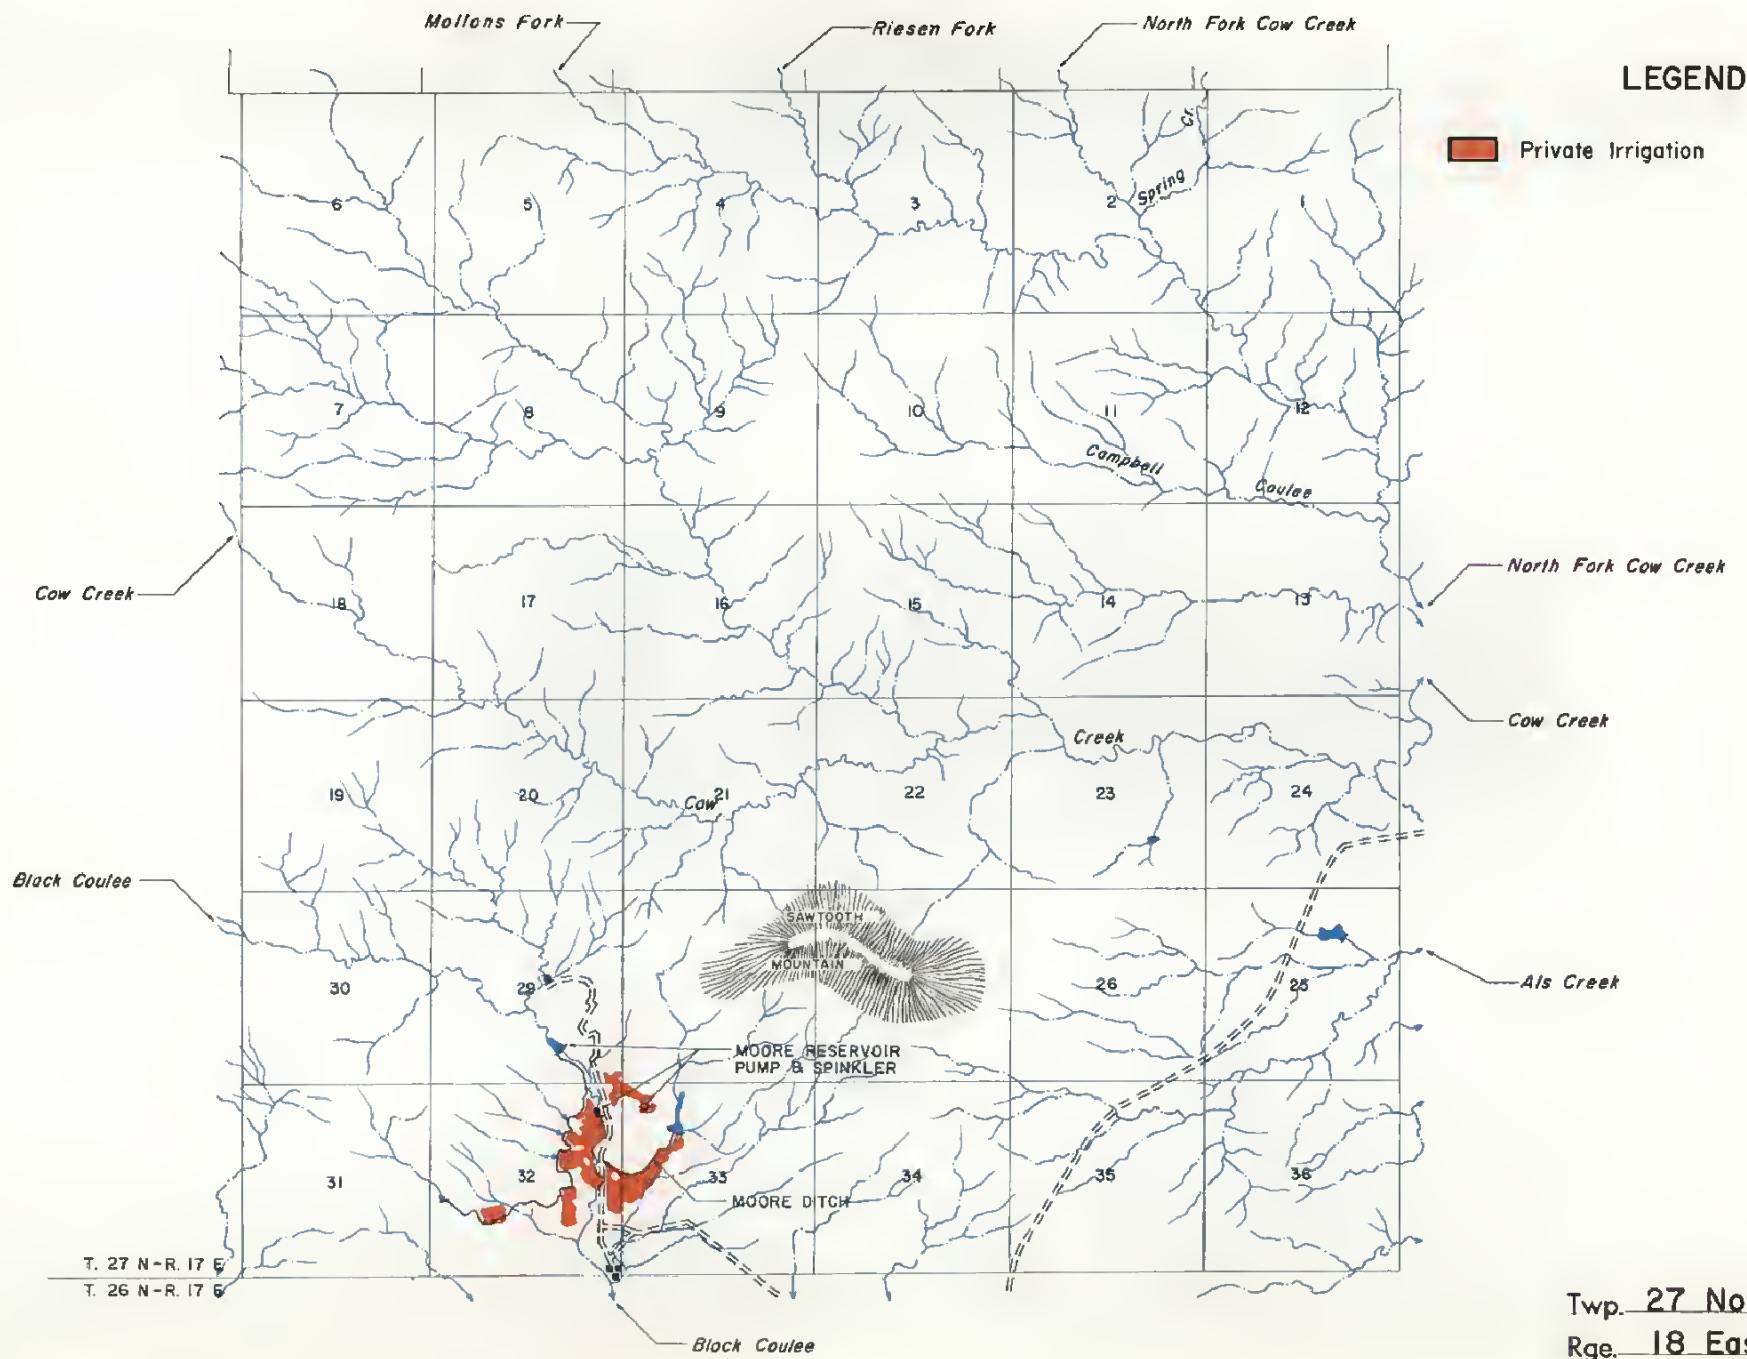 Mollans Fork
Riesen Fork
North Fork Cow Creek
LEGEND
Private Irrigation
Cr.
Spring
6
5
4
3
2
1
7
8
9
10
11
12
Campbell
Coulee
Cow Creek
North Fork Cow Creek
18
17
16
15
14
13
Cow Creek
Creek
19
20
Cow
21
22
23
24
Black Coulee
SAWTOOTH
MOUNTAIN
30
29
26
25
Als Creek
MOORE RESERVOIR
PUMP & SPINKLER
31
32
33
34
35
36
MOORE DITCH
T. 27 N-R. 17 E
T. 26 N-R. 17 E
Black Coulee
Twp. 27 No
Rge. 18 Eas